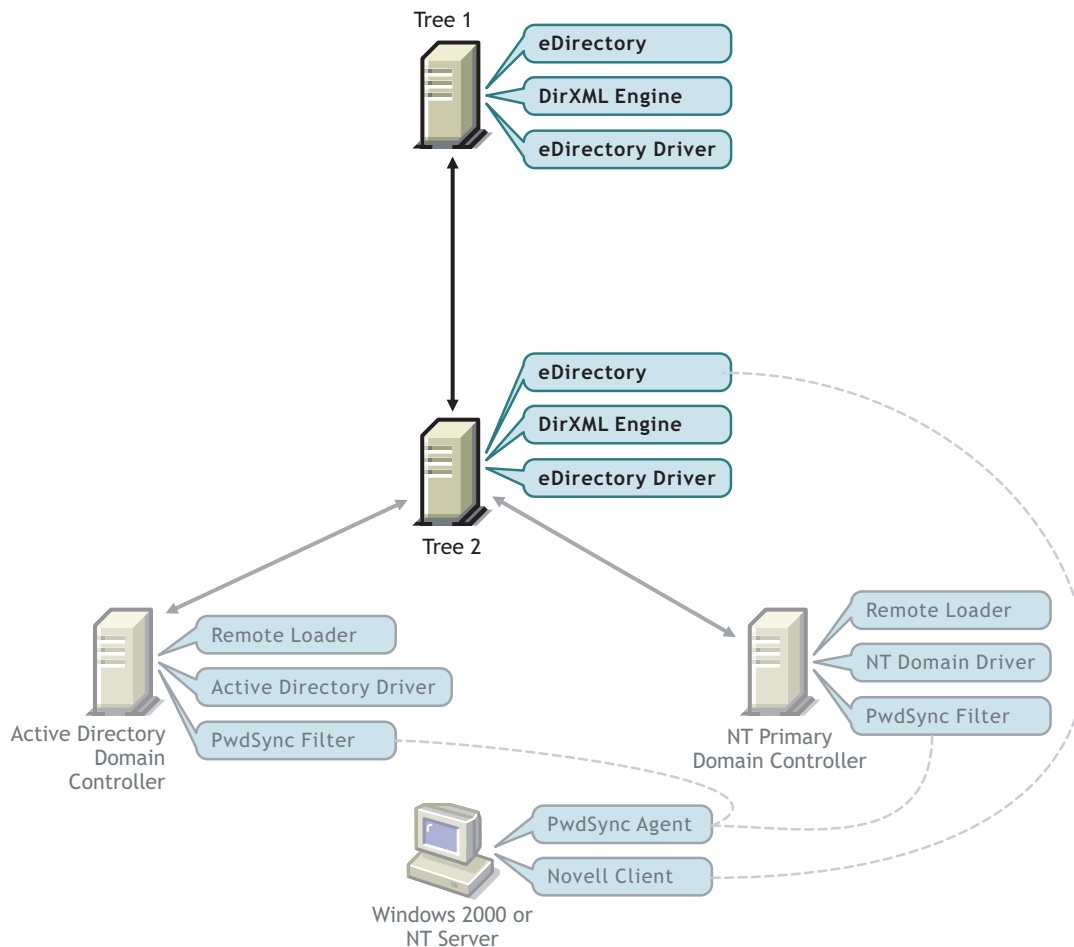 Tree 1
eDirectory
DirXML Engine
eDirectory Driver
eDirectory
DirXML Engine
eDirectory Driver
Tree 2
Remote Loader
Active Directory Driver
PwdSync Filter
Active Directory
Domain
Controller
Remote Loader
NT Domain Driver
PwdSync Filter
NT Primary
Domain Controller
PwdSync Agent
Novell Client
Windows 2000 or
NT Server